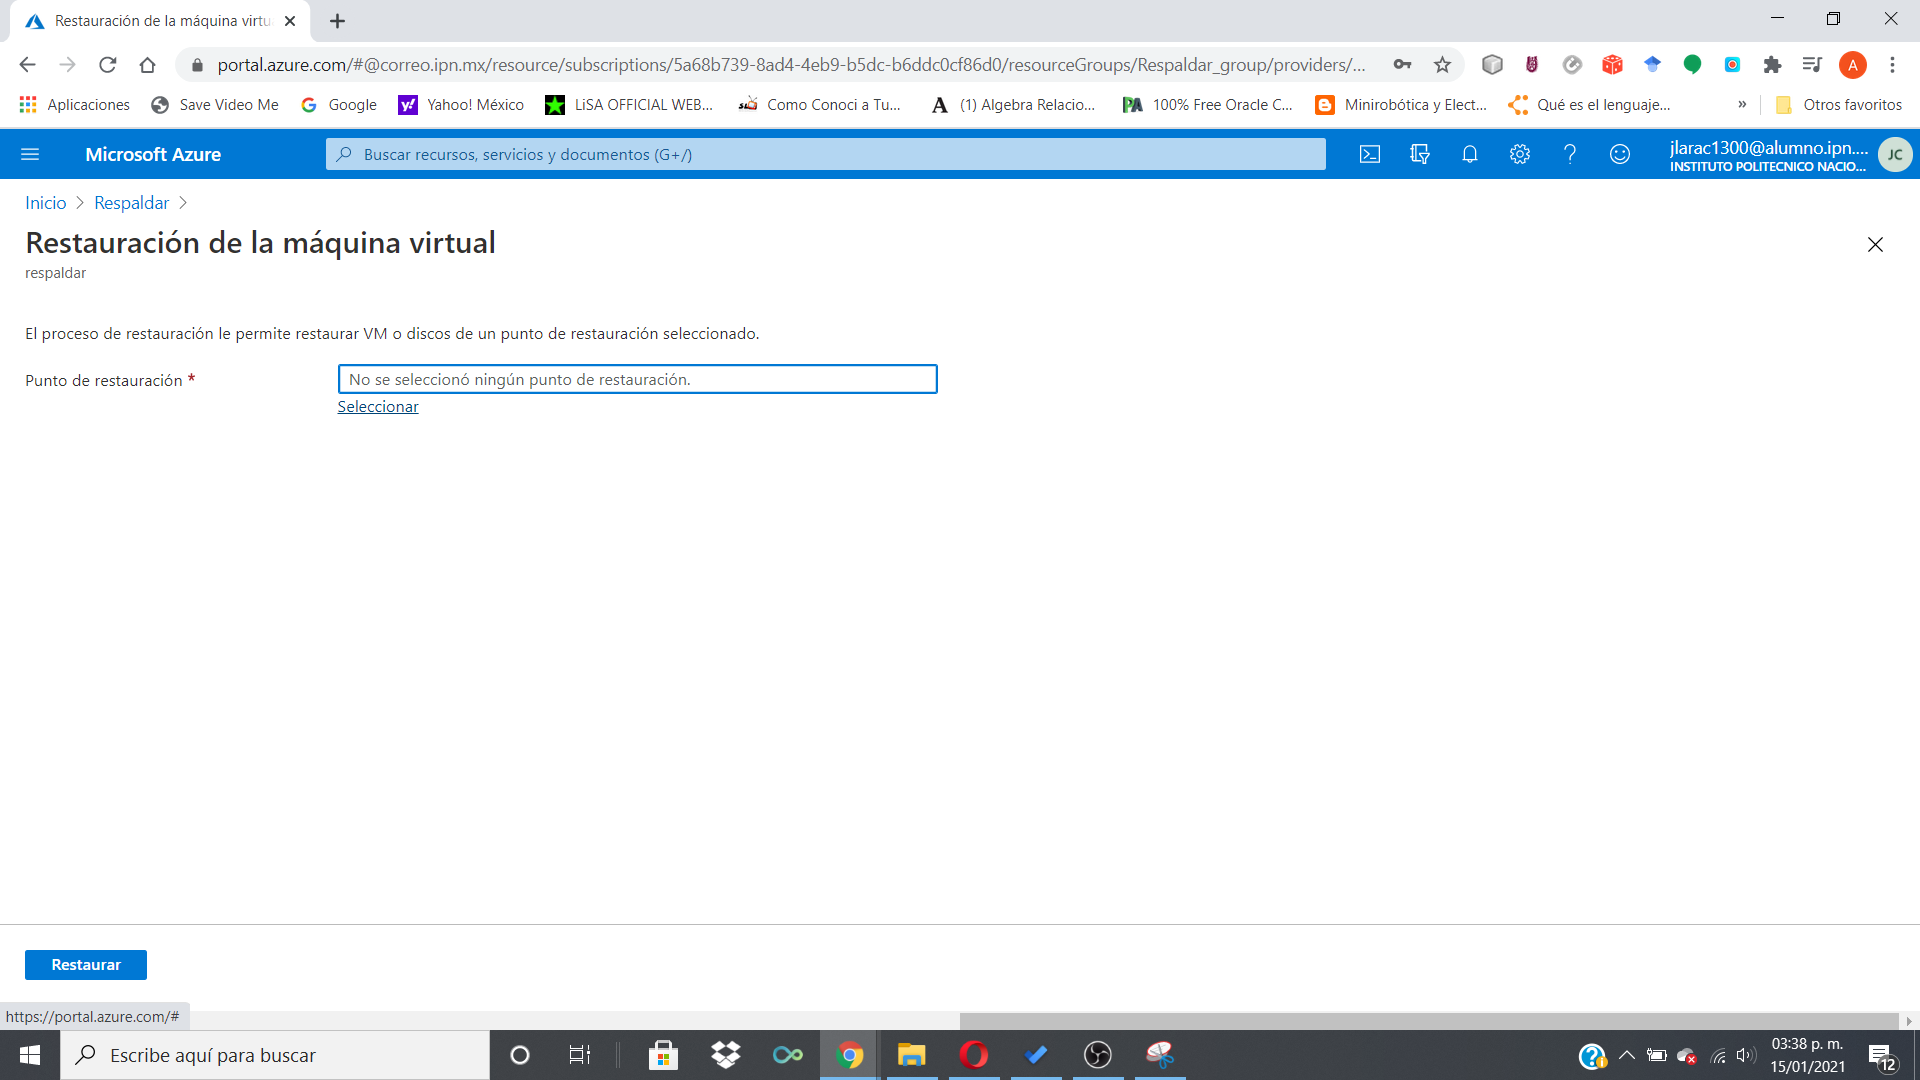 Restauración de la máquina virtu
portal.azure.com/#@correo.ipn.mx/resource/subscriptions/5a68b739-8ad4-4eb9-b5dc-b6ddc0cf86d0/resourceGroups/Respaldar_group/providers/...
A
Aplicaciones
Save Video Me
Google
Yahoo! México
LiSA OFFICIAL WEB...
Como Conoci a Tu...
(1) Algebra Relacio...
100% Free Oracle C...
Minirobótica y Elect...
Qué es el lenguaje...
»
Otros favoritos
Microsoft Azure
Buscar recursos, servicios y documentos (G+/)
jlarac1300@alumno.ipn....
INSTITUTO POLITECNICO NACIO...
JC
Inicio > Respaldar >
Restauración de la máquina virtual
respaldar
El proceso de restauración le permite restaurar VM o discos de un punto de restauración seleccionado.
Punto de restauración *
No se seleccionó ningún punto de restauración.
Seleccionar
Restaurar
https://portal.azure.com/#
Escribe aquí para buscar
03:38 p. m.
15/01/2021
12